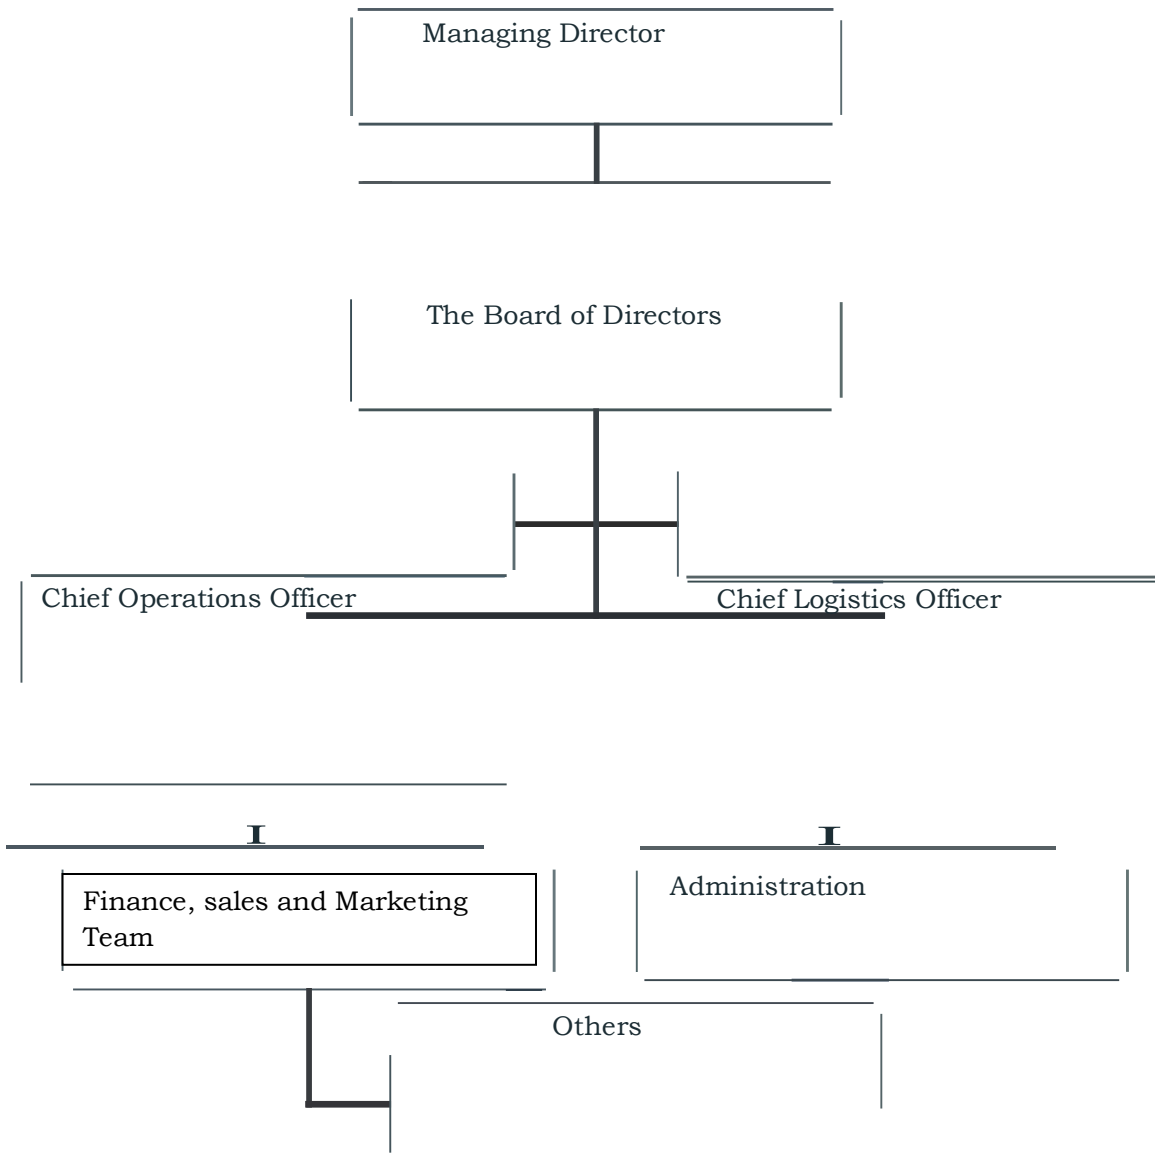 Managing Director
The Board of Directors
Chief Operations Officer
Chief Logistics Officer
Finance, sales and Marketing
Team
Administration
Others